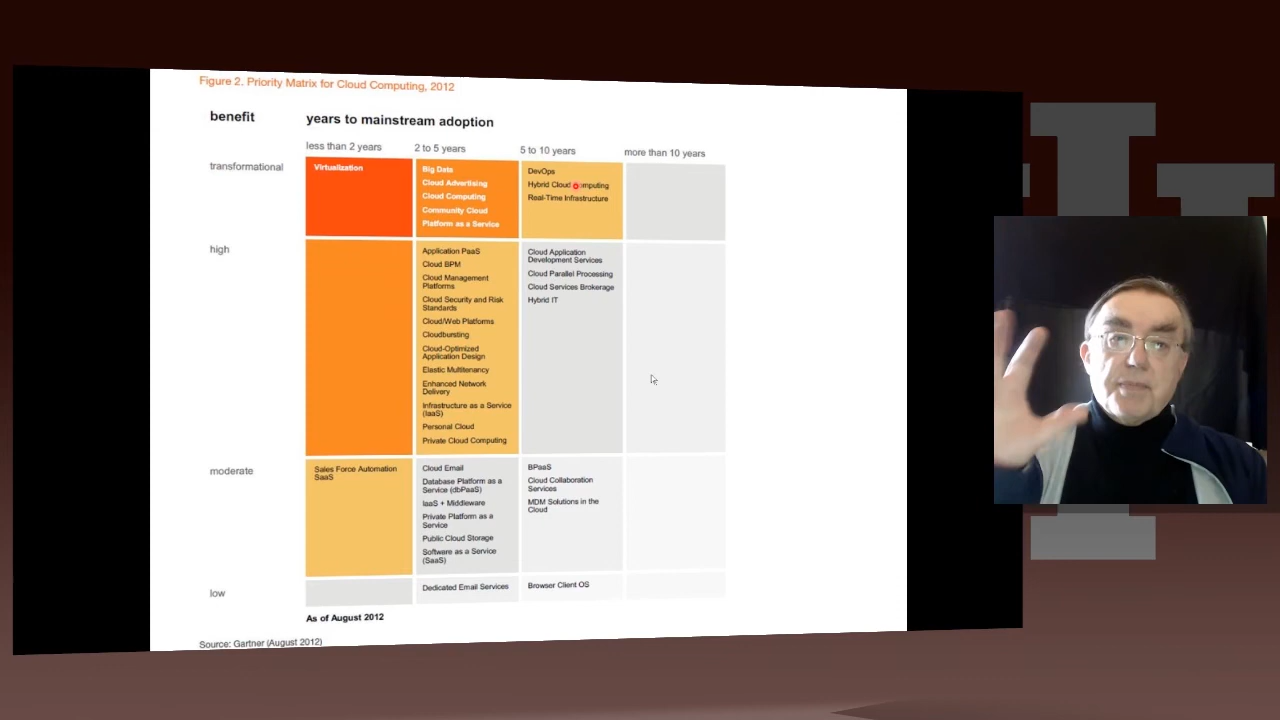 Figure 2. Priority Matrix for Cloud Computing, 2012
benefit
years to mainstream adoption
less than 2 years
2 to 5 years
5 to 10 years
more than 10 years
transformational
Virtualization
Big Data
Cloud Advertising
Cloud Computing
Community Cloud
Platform as a Service
DevOps
Hybrid Cloud Computing
Real-Time Infrastructure
high
Application PaaS
Cloud BPM
Cloud Management
Platforms
Cloud Security and Risk
Standards
Cloud/Web Platforms
Cloudbursting
Cloud-Optimized
Application Design
Elastic Multitenancy
Enhanced Network
Delivery
Infrastructure as a Service
(IaaS)
Personal Cloud
Private Cloud Computing
Cloud Application
Development Services
Cloud Parallel Processing
Cloud Services Brokerage
Hybrid IT
moderate
Sales Force Automation
SaaS
Cloud Email
Database Platform as a
Service (dbPaaS)
IaaS + Middleware
Private Platform as a
Service
Public Cloud Storage
Software as a Service
(SaaS)
BPaaS
Cloud Collaboration
Services
MDM Solutions in the
Cloud
low
Dedicated Email Services
Browser Client OS
As of August 2012
Source: Gartner (August 2012)